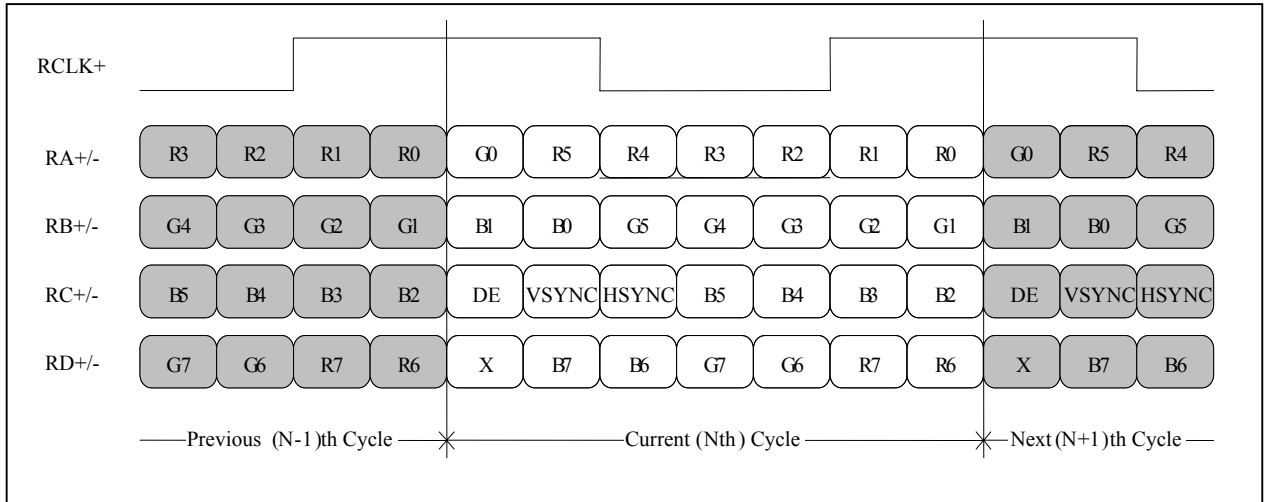 RCLK+
RA+/- R3 R2 R1 R0 G0 R5 R4 R3 R2 R1 R0 G0 R5 R4
RB+/- G4 G3 G2 G1 B1 B0 G5 G4 G3 G2 G1 B1 B0 G5
RC+/- B5 B4 B3 B2 DE VSYNC HSYNC B5 B4 B3 B2 DE VSYNC HSYNC
RD+/- G7 G6 R7 R6 X B7 B6 G7 G6 R7 R6 X B7 B6
Previous (N-1)th Cycle Current (Nth) Cycle Next (N+1)th Cycle